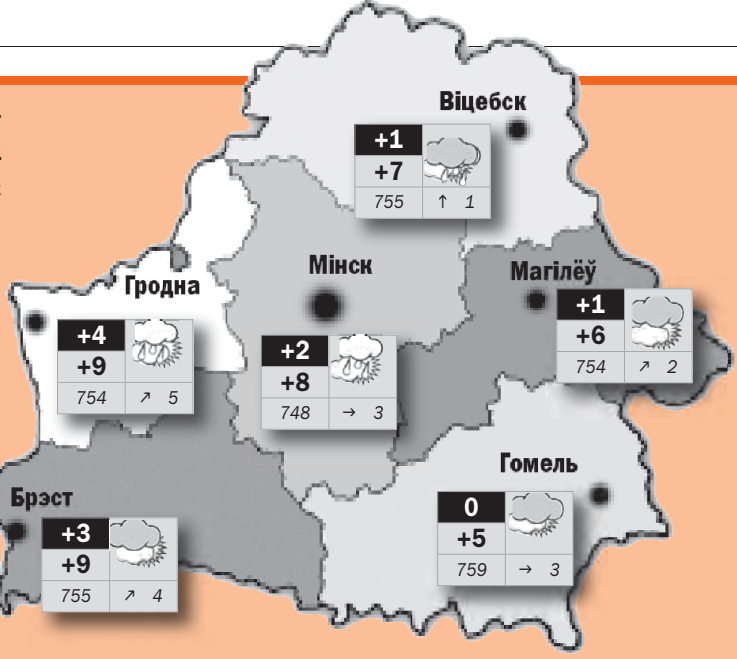 Віцебск
+1
+7
755 ↑ 1
Мінск
+2
+8
748 → 3
Магілёў
+1
+6
754 ↗ 2
Гродна
+4
+9
754 ↗ 5
Гомель
0
+5
759 → 3
Брэст
+3
+9
755 ↗ 4